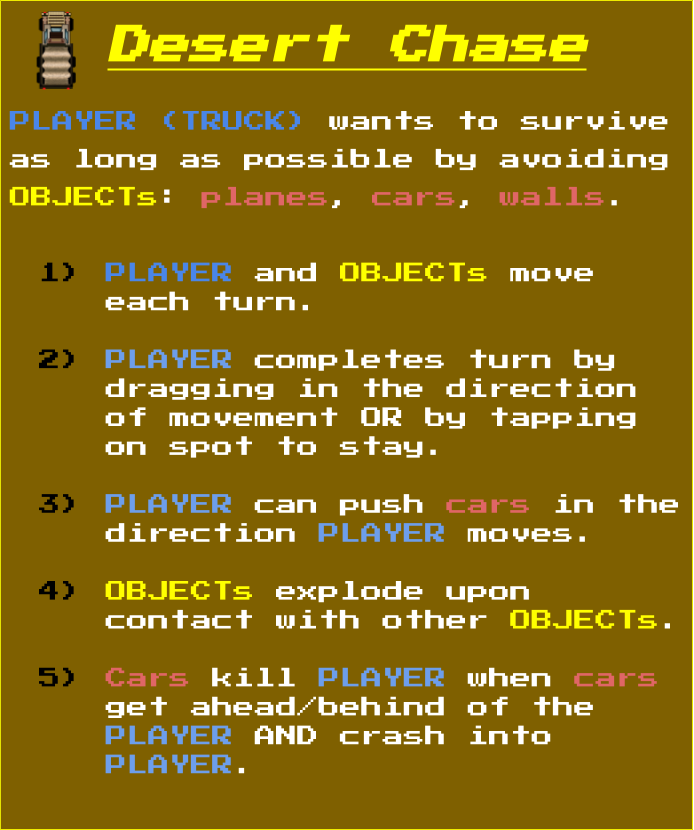 Desert Chase
PLAYER (TRUCK) wants to survive
as long as possible by avoiding
OBJECTs: planes, cars, walls.
1) PLAYER and OBJECTs move
each turn.
2) PLAYER completes turn by
dragging in the direction
of movement OR by tapping
on spot to stay.
3) PLAYER can push cars in the
direction PLAYER moves.
4) OBJECTs explode upon
contact with other OBJECTs.
5) Cars kill PLAYER when cars
get ahead/behind of the
PLAYER AND crash into
PLAYER.